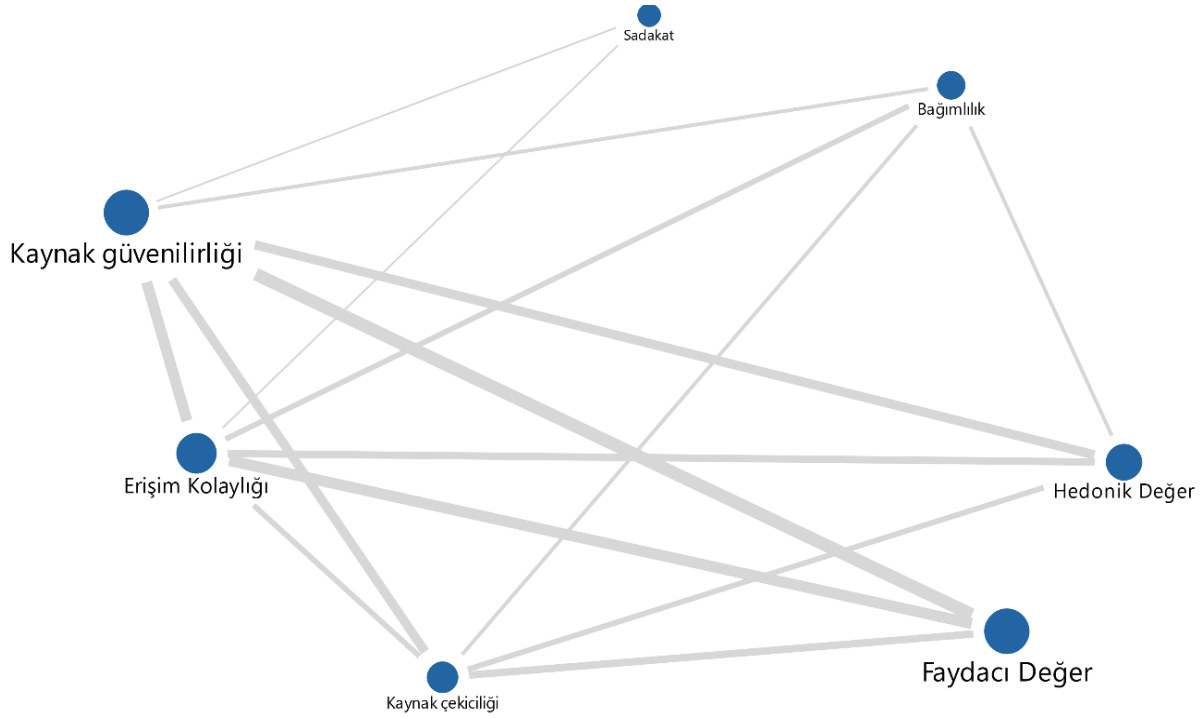 Sadakat
Bağımlılık
Kaynak güvenilirliği
Erişim Kolaylığı
Hedonik Değer
Faydacı Değer
Kaynak çekiciliği